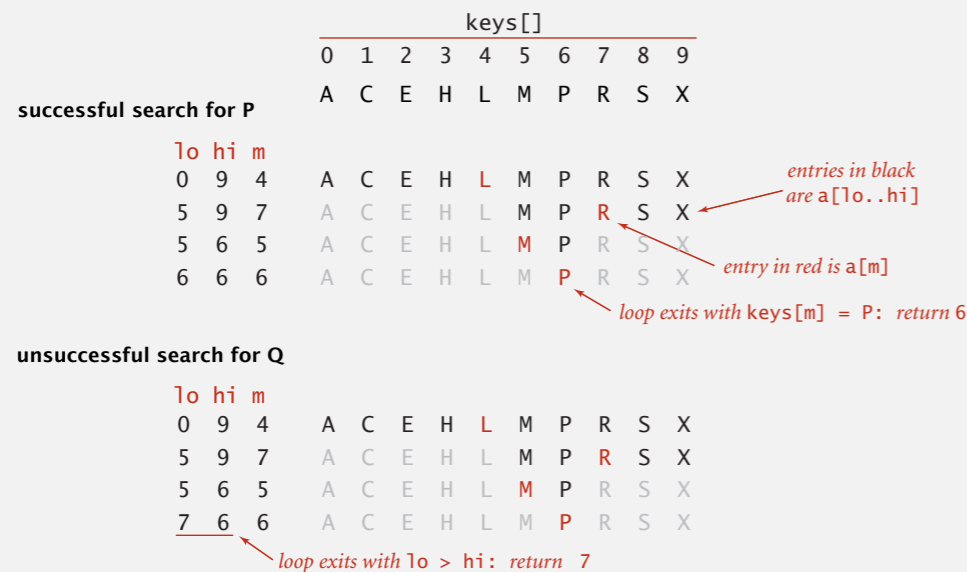 keys[]
0 1 2 3 4 5 6 7 8 9
A C E H L M P R S X
successful search for P
lo hi m
0 9 4 A C E H L M P R S X
entries in black
are a[lo..hi]
5 9 7 A C E H L M P R S X
5 6 5 A C E H L M P R S X
entry in red is a[m]
6 6 6 A C E H L M P R S X
loop exits with keys[m] = P: return 6
unsuccessful search for Q
lo hi m
0 9 4 A C E H L M P R S X
5 9 7 A C E H L M P R S X
5 6 5 A C E H L M P R S X
7 6 6 A C E H L M P R S X
loop exits with lo > hi: return 7